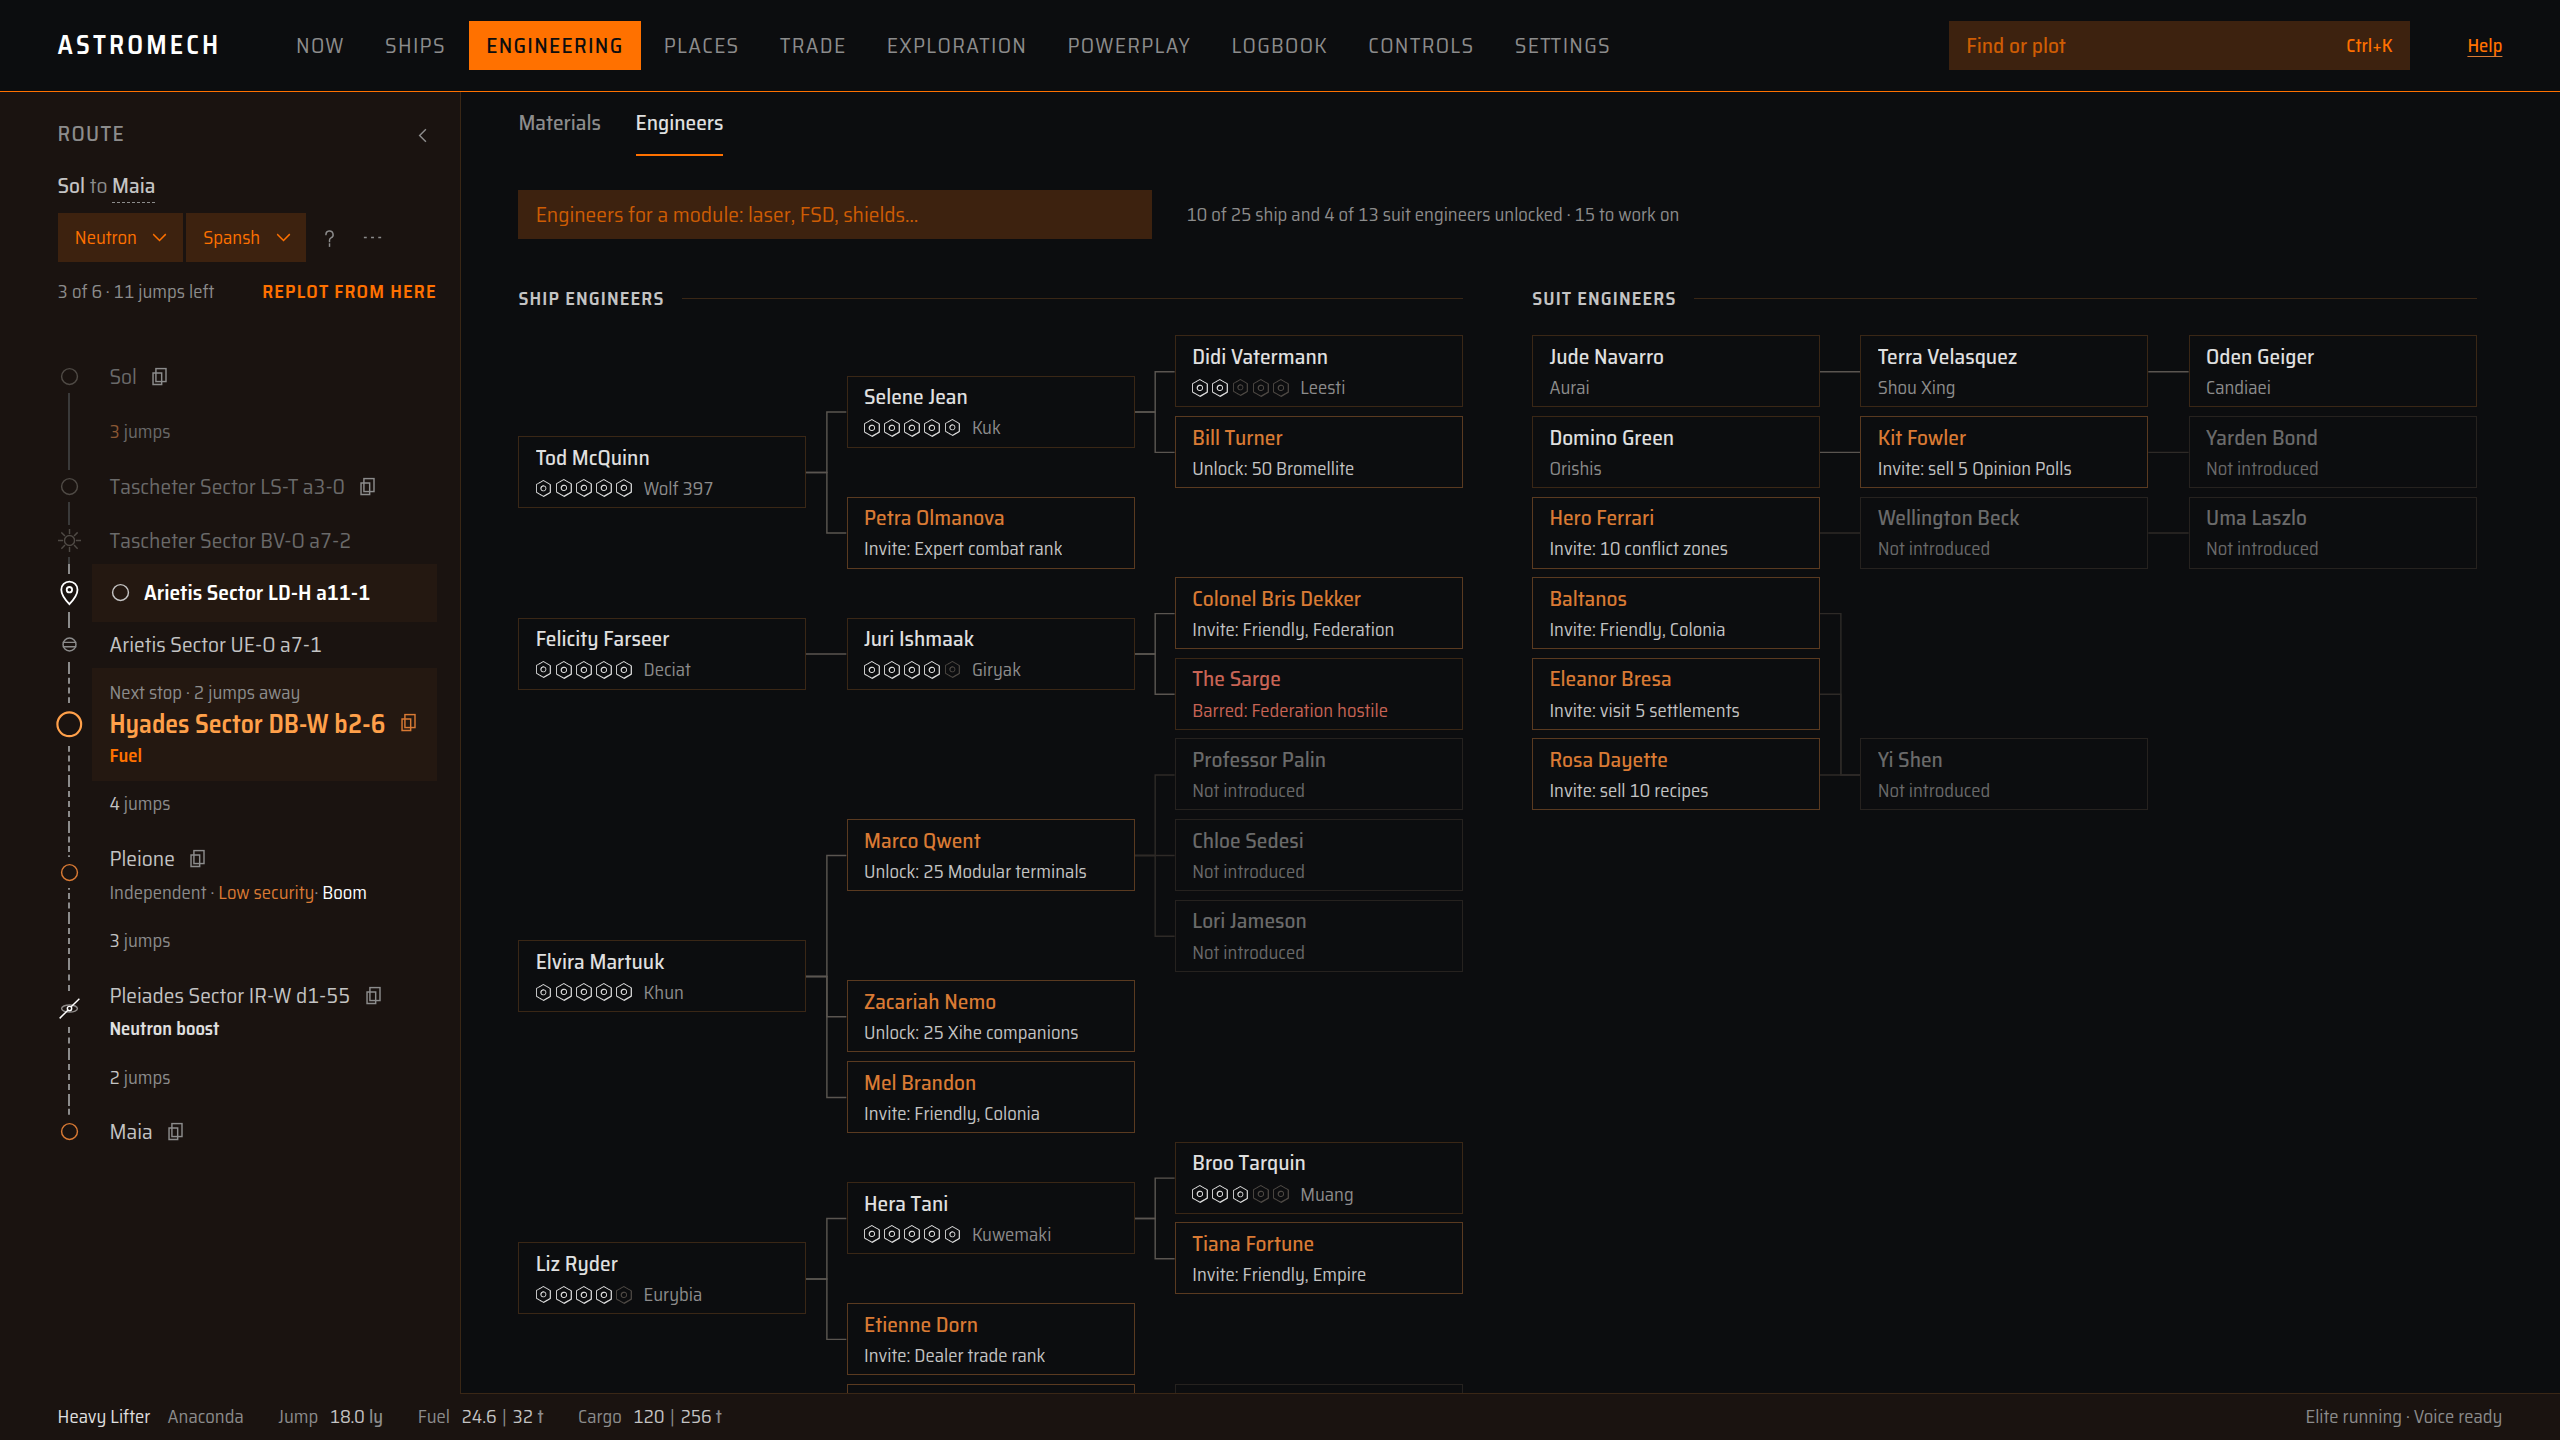 ASTROMECH
NOW
SHIPS
ENGINEERING
PLACES
TRADE
EXPLORATION
POWERPLAY
LOGBOOK
CONTROLS
SETTINGS
Find or plot
Ctrl+K
Help
ROUTE
Sol to Maia
Neutron
Spansh
?
3 of 6 · 11 jumps left
REPLOT FROM HERE
Sol
3 jumps
Tascheter Sector LS-T a3-0
Tascheter Sector BV-O a7-2
Arietis Sector LD-H a11-1
Arietis Sector UE-O a7-1
Next stop · 2 jumps away
Hyades Sector DB-W b2-6
Fuel
4 jumps
Pleione
Independent · Low security · Boom
3 jumps
Pleiades Sector IR-W d1-55
Neutron boost
2 jumps
Maia
Materials
Engineers
Engineers for a module: laser, FSD, shields...
10 of 25 ship and 4 of 13 suit engineers unlocked · 15 to work on
SHIP ENGINEERS
Tod McQuinn
Wolf 397
Selene Jean
Kuk
Didi Vatermann
Leesti
Bill Turner
Unlock: 50 Bromellite
Petra Olmanova
Invite: Expert combat rank
Felicity Farseer
Deciat
Juri Ishmaak
Giryak
Colonel Bris Dekker
Invite: Friendly, Federation
The Sarge
Barred: Federation hostile
Professor Palin
Not introduced
Marco Qwent
Unlock: 25 Modular terminals
Chloe Sedesi
Not introduced
Lori Jameson
Not introduced
Elvira Martuuk
Khun
Zacariah Nemo
Unlock: 25 Xihe companions
Mel Brandon
Invite: Friendly, Colonia
Liz Ryder
Eurybia
Hera Tani
Kuwemaki
Broo Tarquin
Muang
Tiana Fortune
Invite: Friendly, Empire
Etienne Dorn
Invite: Dealer trade rank
SUIT ENGINEERS
Jude Navarro
Aurai
Terra Velasquez
Shou Xing
Oden Geiger
Candiaei
Domino Green
Orishis
Kit Fowler
Invite: sell 5 Opinion Polls
Yarden Bond
Not introduced
Hero Ferrari
Invite: 10 conflict zones
Wellington Beck
Not introduced
Uma Laszlo
Not introduced
Baltanos
Invite: Friendly, Colonia
Eleanor Bresa
Invite: visit 5 settlements
Rosa Dayette
Invite: sell 10 recipes
Yi Shen
Not introduced
Heavy Lifter Anaconda
Jump 18.0 ly
Fuel 24.6 | 32 t
Cargo 120 | 256 t
Elite running · Voice ready